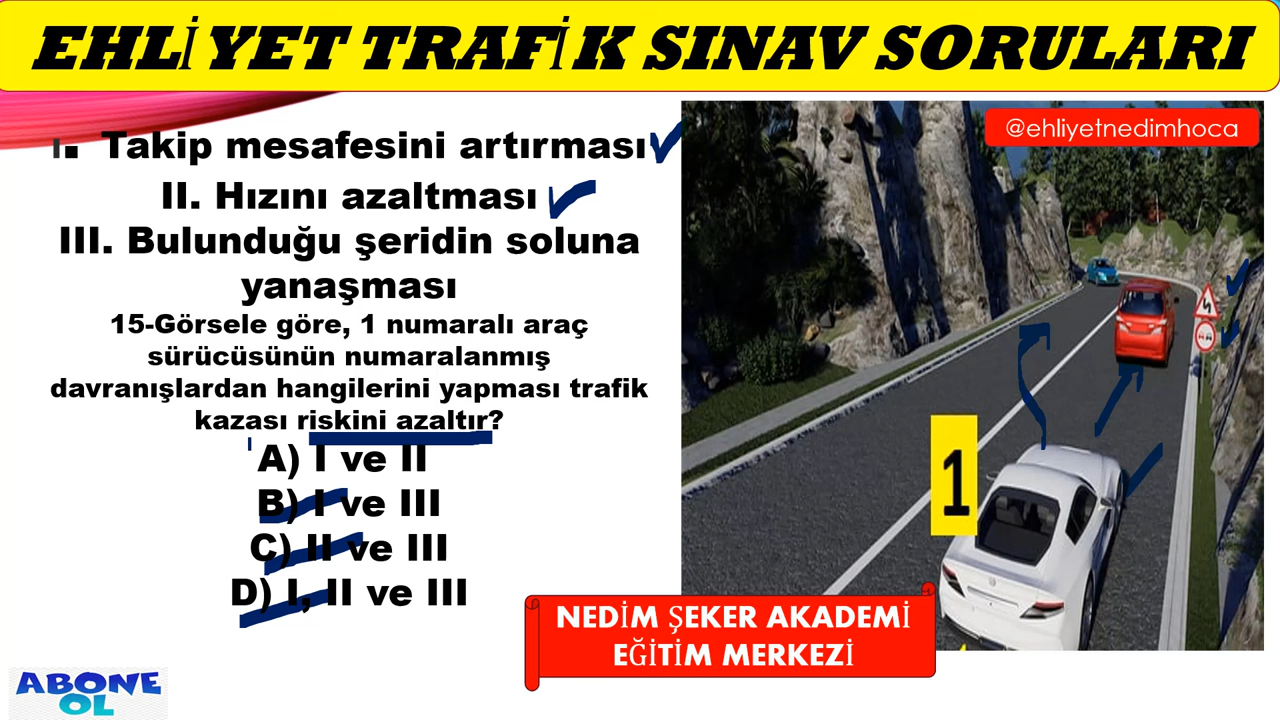 EHLİYET TRAFİK SINAV SORULARI
@ehliyetnedimhoca
I. Takip mesafesini artırması
II. Hızını azaltması
III. Bulunduğu şeridin soluna
yanaşması
15-Görsele göre, 1 numaralı araç
sürücüsünün numaralanmış
davranışlardan hangilerini yapması trafik
kazası riskini azaltır?
A) I ve II
B) I ve III
C) II ve III
D) I, II ve III
1
NEDİM ŞEKER AKADEMİ
EĞİTİM MERKEZİ
ABONE
OL